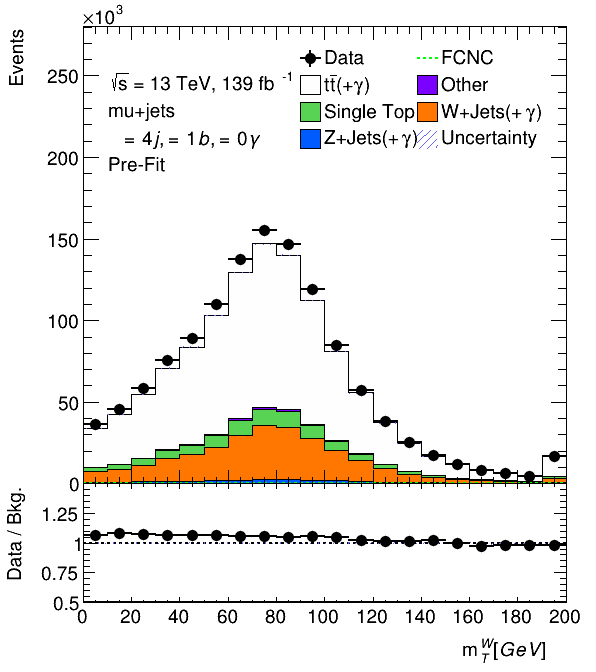 ×10³
Events
250
200
150
100
50
0
√s = 13 TeV, 139 fb⁻¹
mu+jets
= 4j, = 1b, = 0γ
Pre-Fit
Data
FCNC
tt̄(+γ)
Other
Single Top
W+Jets(+γ)
Z+Jets(+γ)
Uncertainty
Data / Bkg.
1.25
1
0.75
0.5
0 20 40 60 80 100 120 140 160 180 200
m_T^W [GeV]